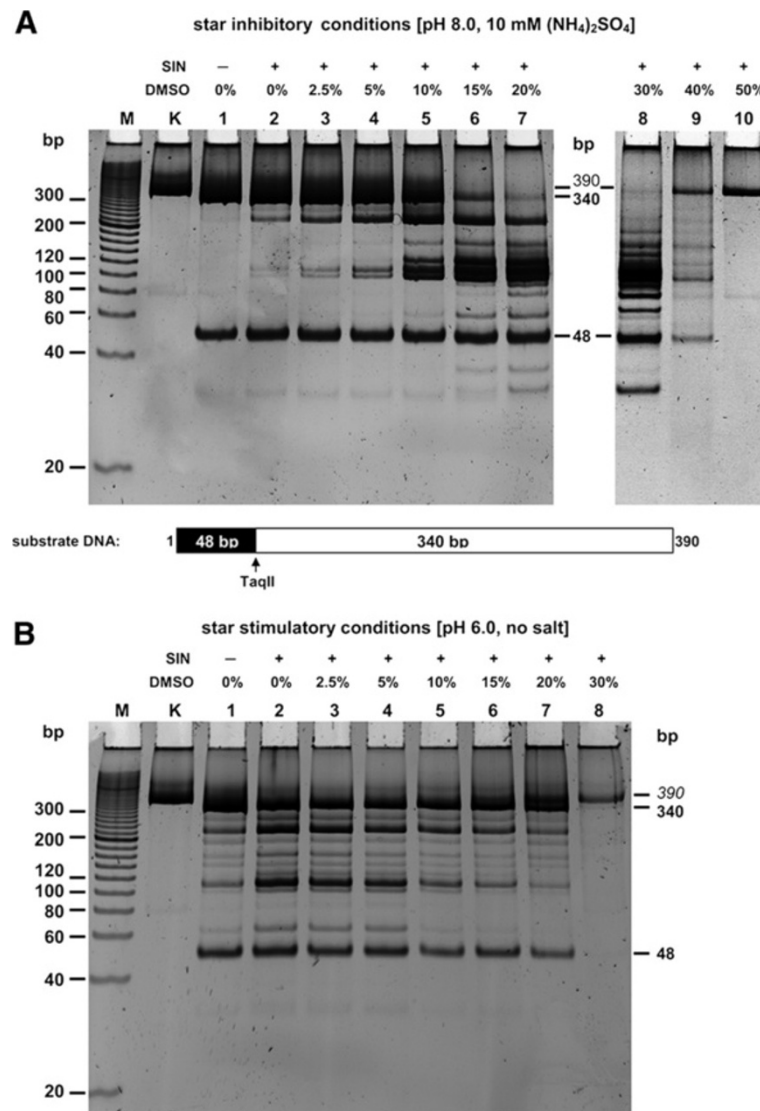 A
star inhibitory conditions [pH 8.0, 10 mM (NH₄)₂SO₄]
SIN – + + + + + + + + +
DMSO 0% 0% 2.5% 5% 10% 15% 20% 30% 40% 50%
M K 1 2 3 4 5 6 7 8 9 10
bp bp
390
300 340
200
120
100
80
60
48
40
20
substrate DNA: 1 48 bp 340 bp 390
TaqII
B
star stimulatory conditions [pH 6.0, no salt]
SIN – + + + + + + +
DMSO 0% 0% 2.5% 5% 10% 15% 20% 30%
M K 1 2 3 4 5 6 7 8
bp bp
390
300 340
200
120
100
80
60
48
40
20